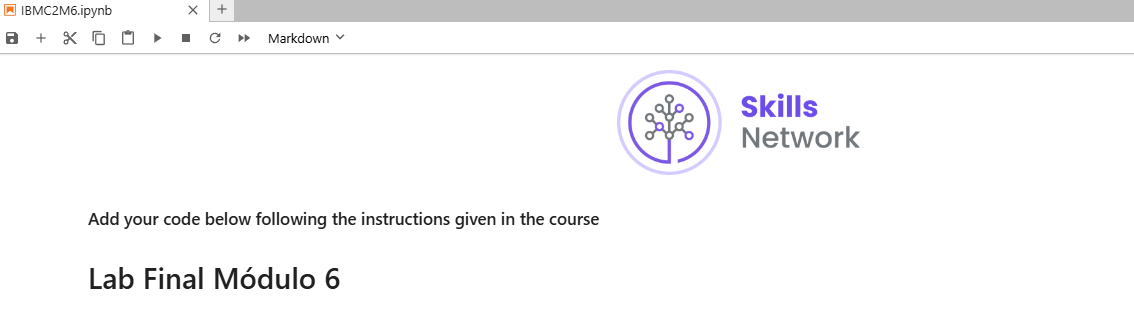 IBMC2M6.ipynb
Markdown
Skills
Network
Add your code below following the instructions given in the course
Lab Final Módulo 6